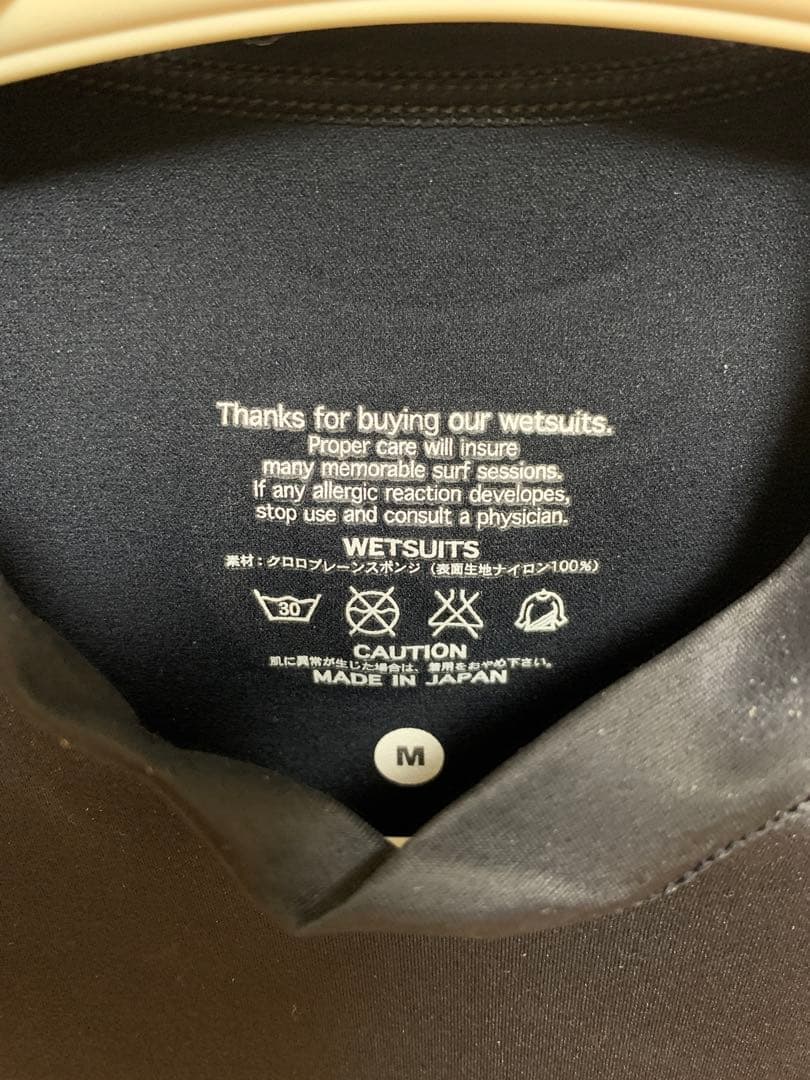 Thanks for buying our wetsuits.
Proper care will insure
many memorable surf sessions.
If any allergic reaction developes,
stop use and consult a physician.
WETSUITS
素材：クロロプレーンスポンジ（表面生地ナイロン100%）
30
CAUTION
肌に異常が生じた場合は、着用をおやめ下さい。
MADE IN JAPAN
M